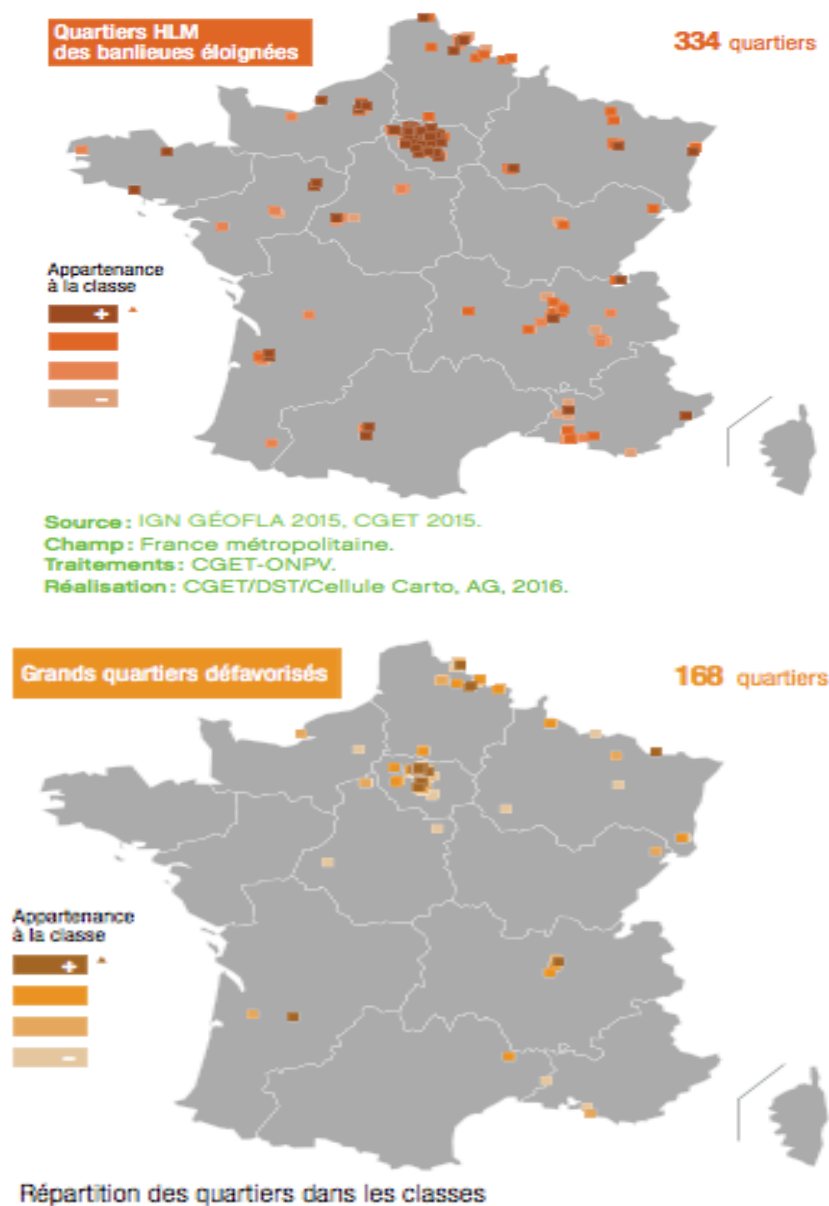 Quartiers HLM
des banlieues éloignées
334 quartiers
Appartenance
à la classe
+
–
Source : IGN GÉOFLA 2015, CGET 2015.
Champ : France métropolitaine.
Traitements : CGET-ONPV.
Réalisation : CGET/DST/Cellule Carto, AG, 2016.
Grands quartiers défavorisés
168 quartiers
Appartenance
à la classe
+
–
Répartition des quartiers dans les classes